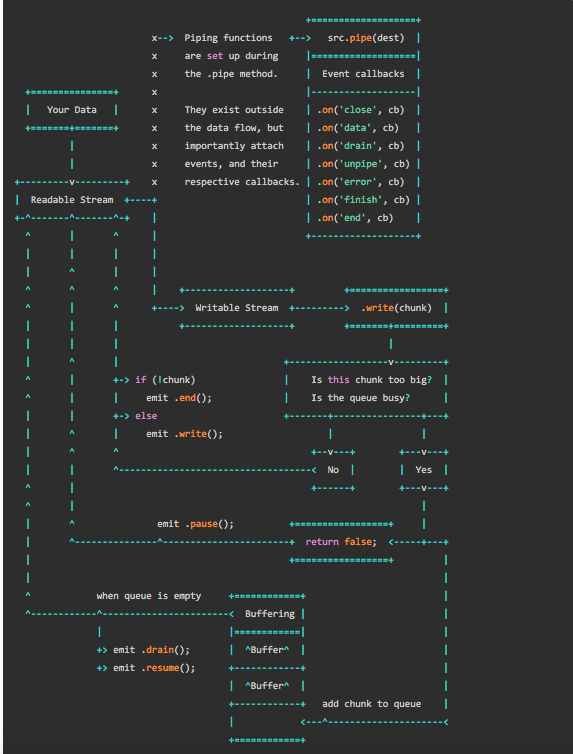 x--> Piping functions +--> src.pipe(dest)
x are set up during
x the .pipe method. Event callbacks
x
Your Data x They exist outside .on('close', cb)
x the data flow, but .on('data', cb)
x importantly attach .on('drain', cb)
x events, and their .on('unpipe', cb)
x respective callbacks. .on('error', cb)
Readable Stream .on('finish', cb)
.on('end', cb)
Writable Stream .write(chunk)
if (!chunk) Is this chunk too big?
emit .end(); Is the queue busy?
else
emit .write();
No Yes
emit .pause();
return false;
when queue is empty
Buffering
emit .drain(); ^Buffer^
emit .resume();
^Buffer^
add chunk to queue